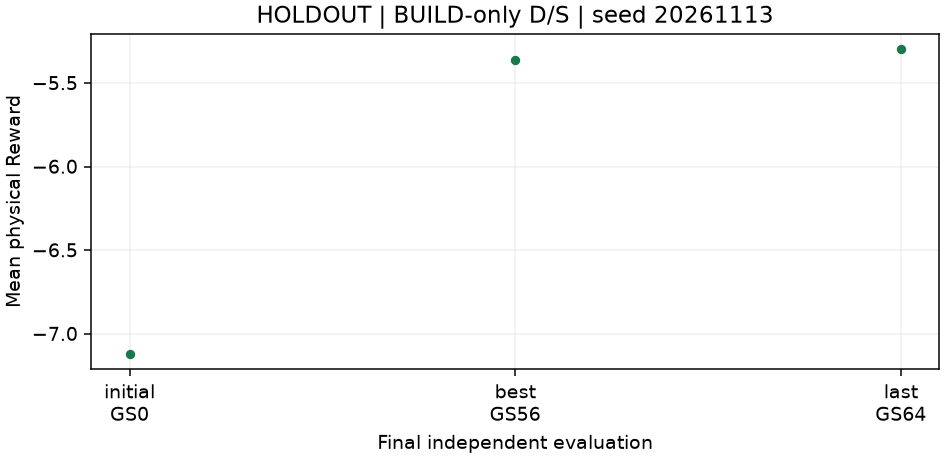 HOLDOUT | BUILD-only D/S | seed 20261113
Mean physical Reward
−5.5
−6.0
−6.5
−7.0
initial
GS0
best
GS56
last
GS64
Final independent evaluation